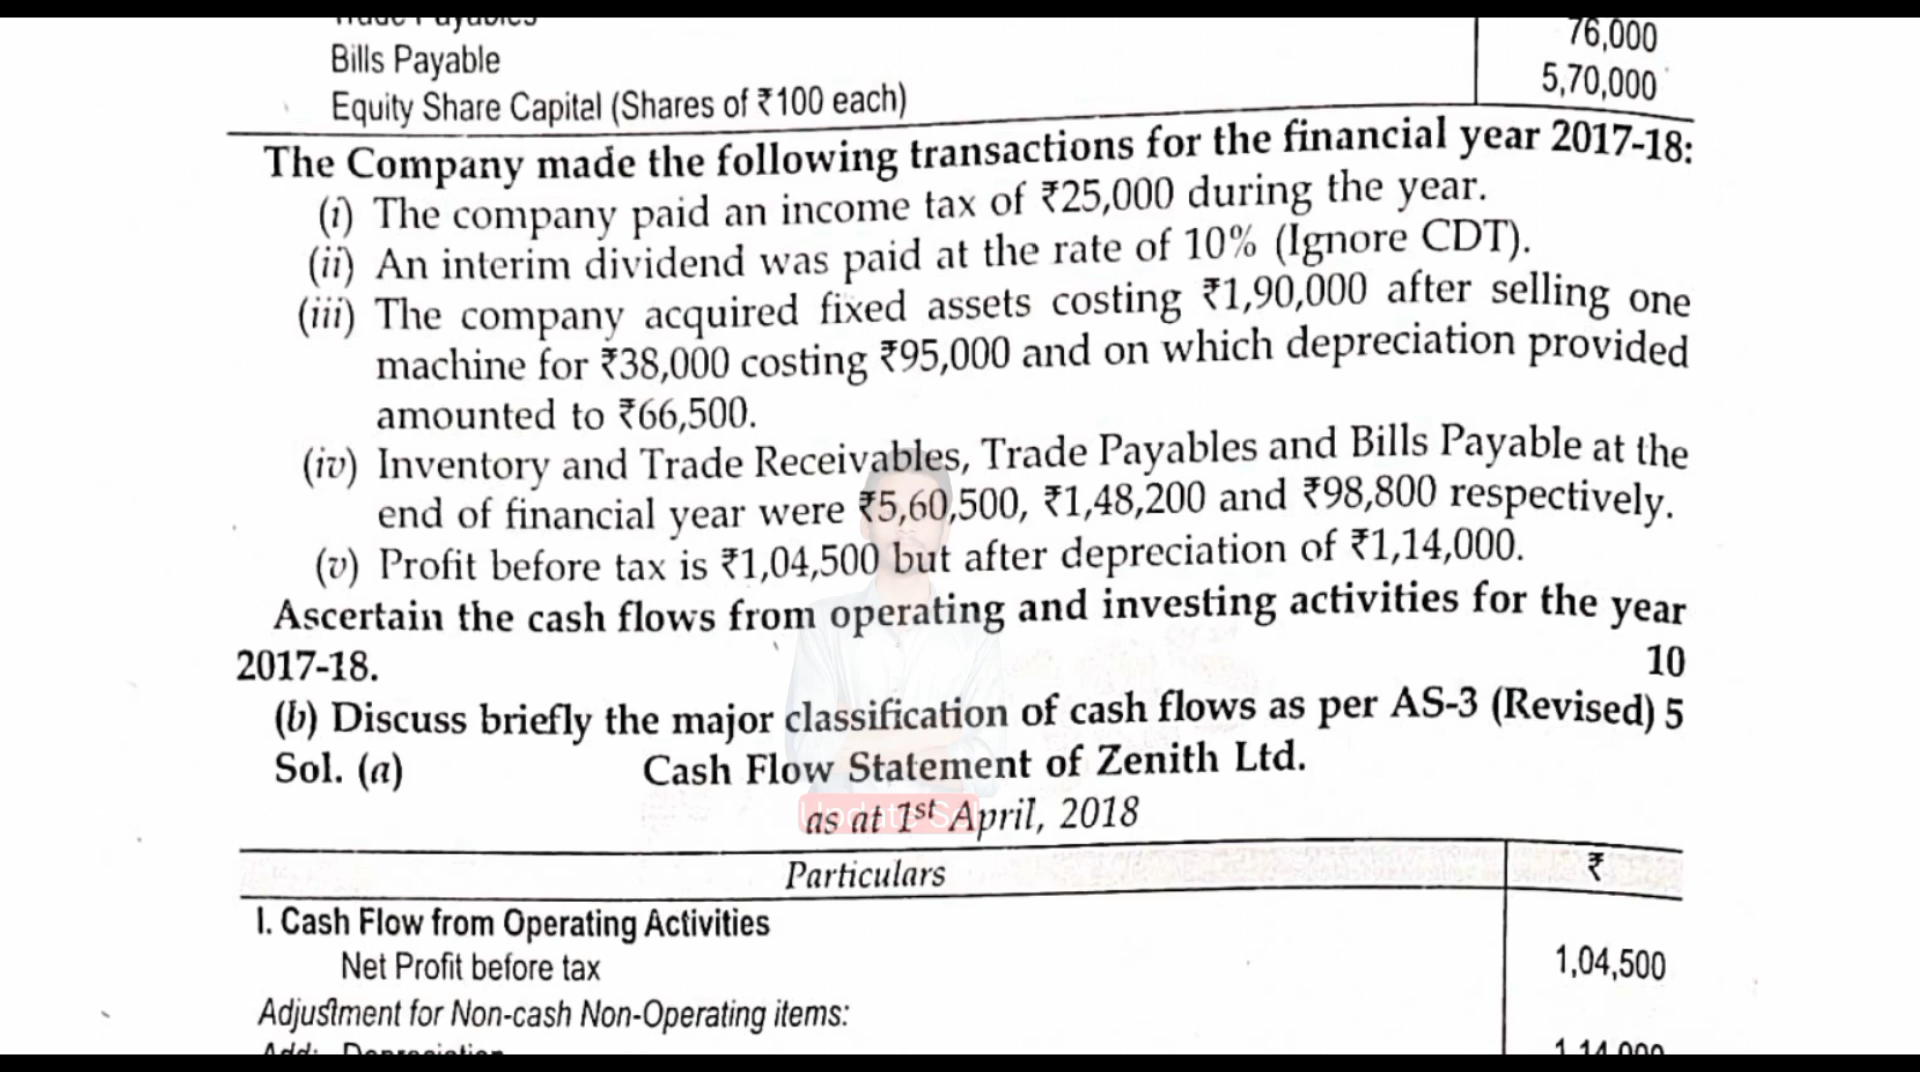 Trade Payables
Bills Payable 76,000
Equity Share Capital (Shares of ₹100 each) 5,70,000
The Company made the following transactions for the financial year 2017-18:
(i) The company paid an income tax of ₹25,000 during the year.
(ii) An interim dividend was paid at the rate of 10% (Ignore CDT).
(iii) The company acquired fixed assets costing ₹1,90,000 after selling one
machine for ₹38,000 costing ₹95,000 and on which depreciation provided
amounted to ₹66,500.
(iv) Inventory and Trade Receivables, Trade Payables and Bills Payable at the
end of financial year were ₹5,60,500, ₹1,48,200 and ₹98,800 respectively.
(v) Profit before tax is ₹1,04,500 but after depreciation of ₹1,14,000.
Ascertain the cash flows from operating and investing activities for the year
2017-18. 10
(b) Discuss briefly the major classification of cash flows as per AS-3 (Revised) 5
Sol. (a) Cash Flow Statement of Zenith Ltd.
as at 1st April, 2018
Particulars ₹
I. Cash Flow from Operating Activities
Net Profit before tax 1,04,500
Adjustment for Non-cash Non-Operating items:
Add: Depreciation 1,14,000